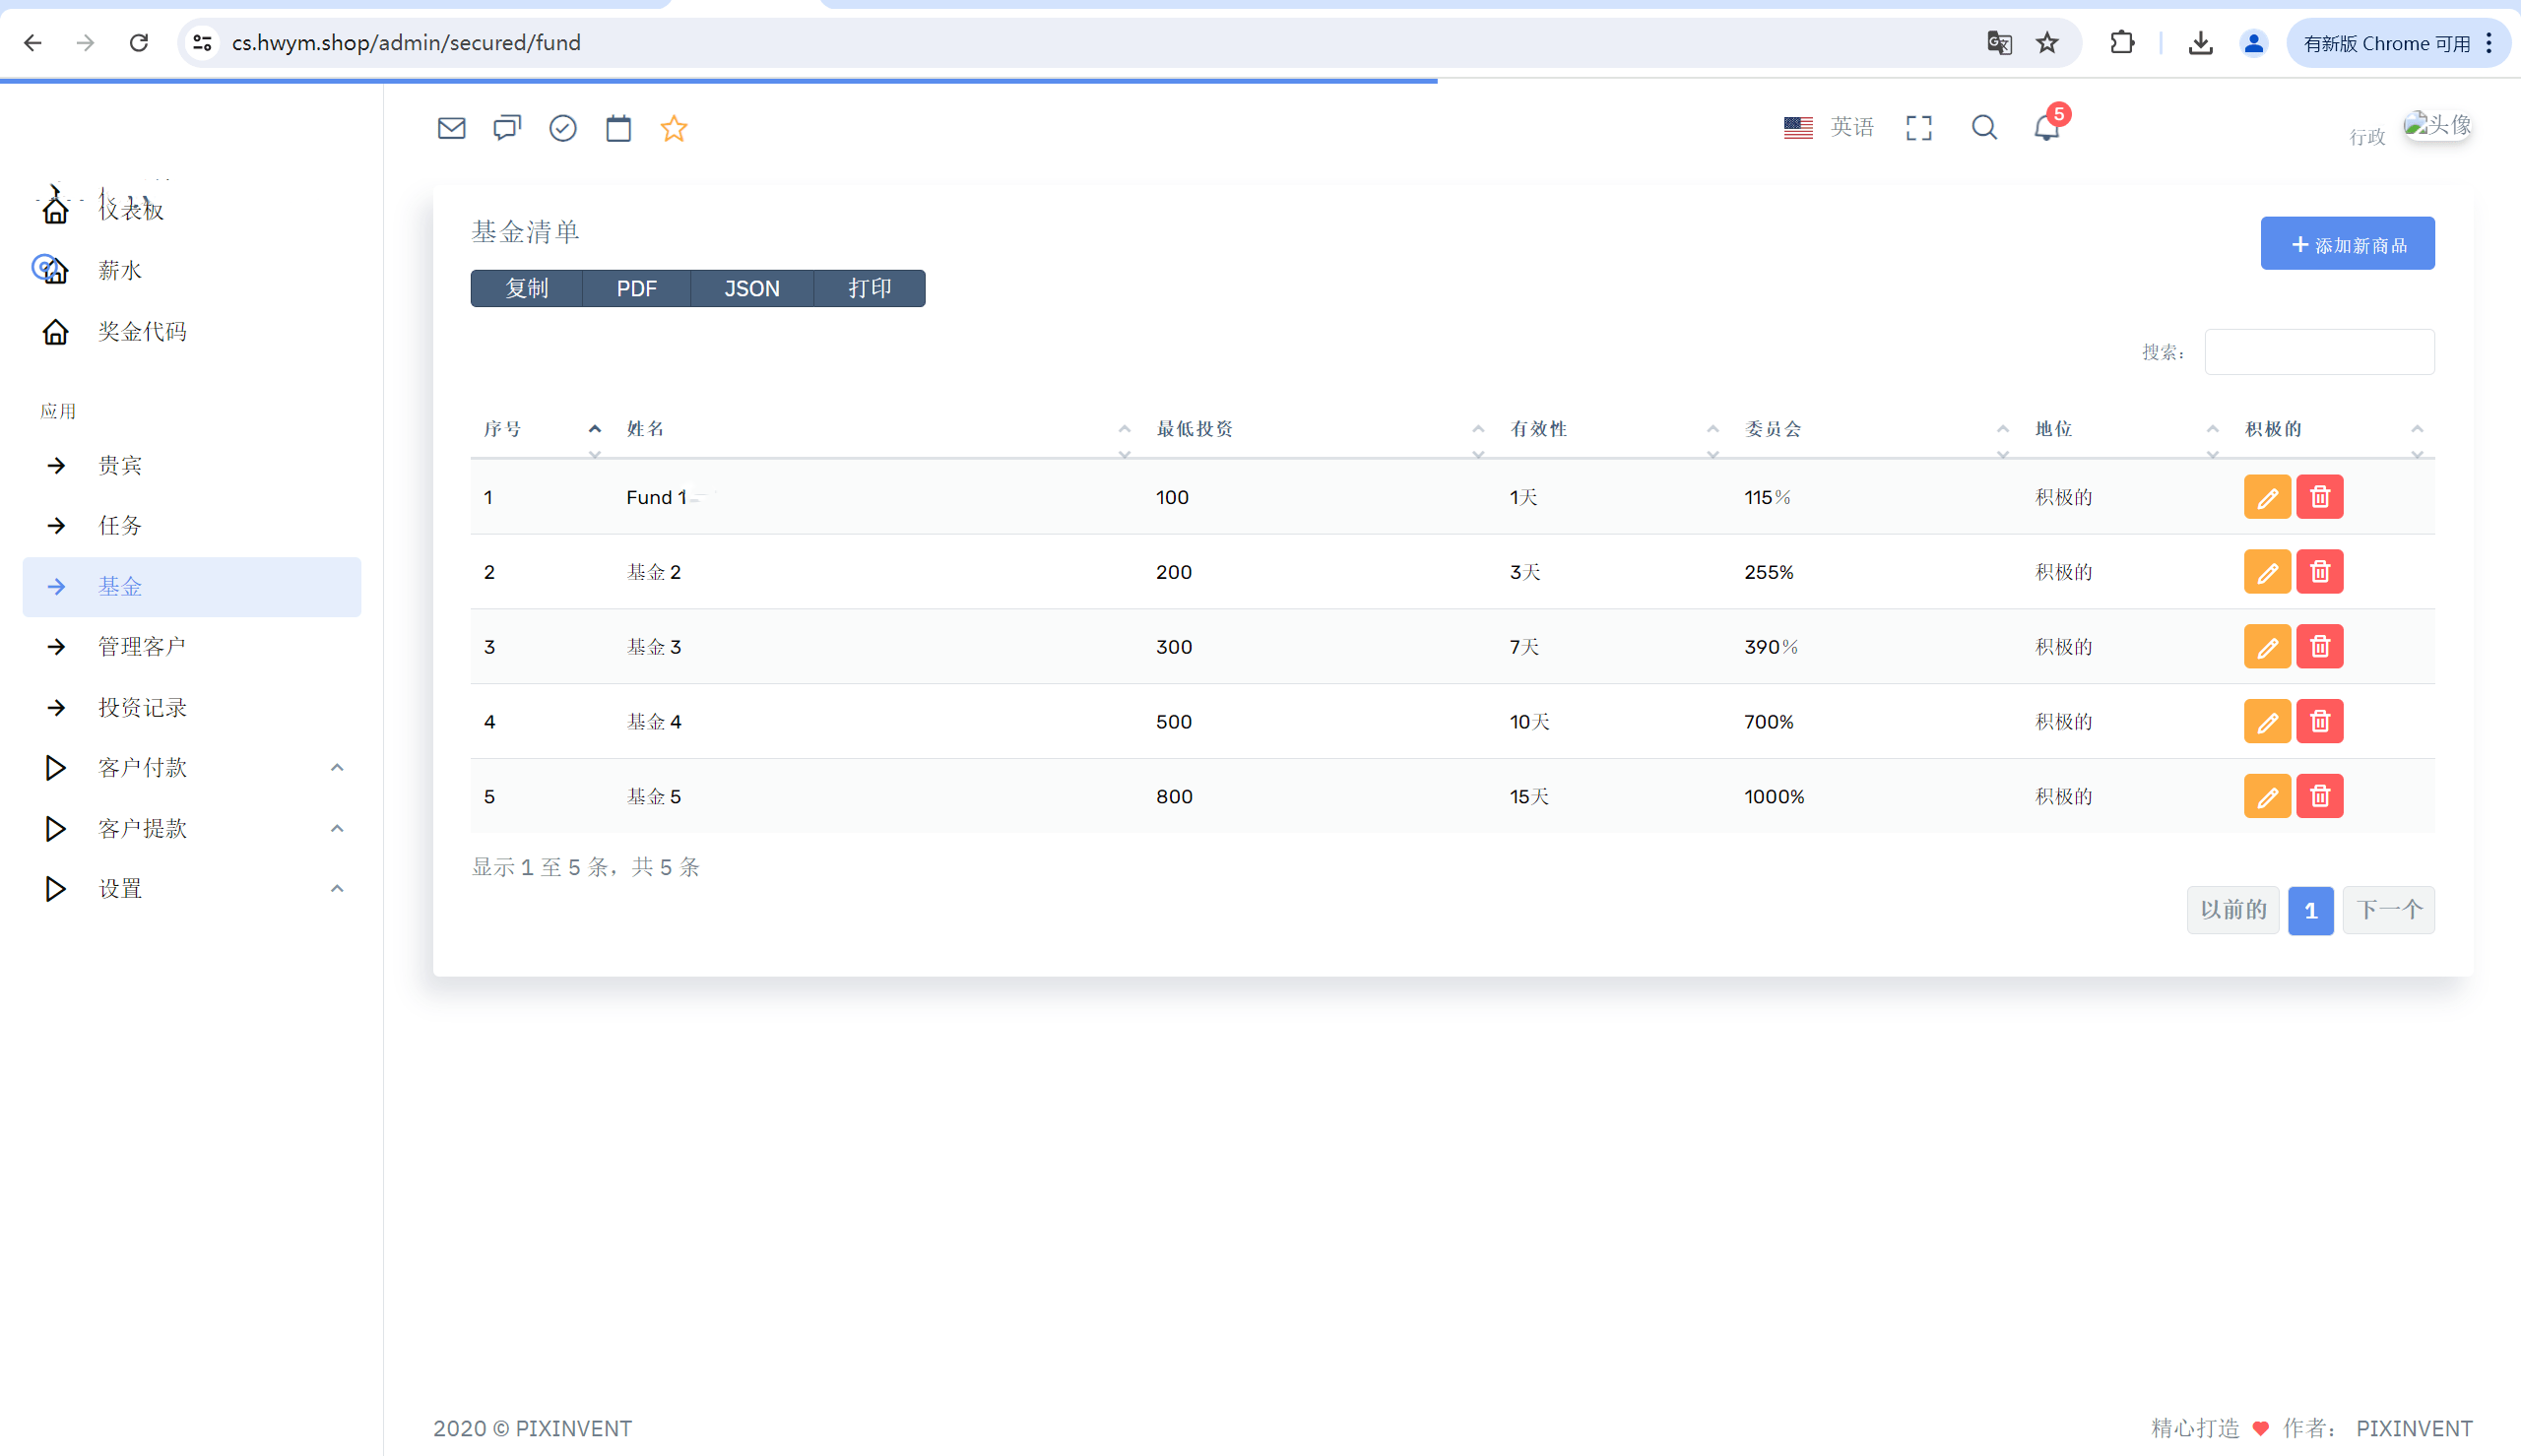 cs.hwym.shop/admin/secured/fund
有新版 Chrome 可用
英语
5
行政
头像
仪表板
薪水
奖金代码
应用
贵宾
任务
基金
管理客户
投资记录
客户付款
客户提款
设置
基金清单
添加新商品
复制 PDF JSON 打印
搜索：
序号 姓名 最低投资 有效性 委员会 地位 积极的
1 Fund 1 100 1天 115% 积极的
2 基金 2 200 3天 255% 积极的
3 基金 3 300 7天 390% 积极的
4 基金 4 500 10天 700% 积极的
5 基金 5 800 15天 1000% 积极的
显示 1 至 5 条，共 5 条
以前的 1 下一个
2020 © PIXINVENT
精心打造 作者： PIXINVENT